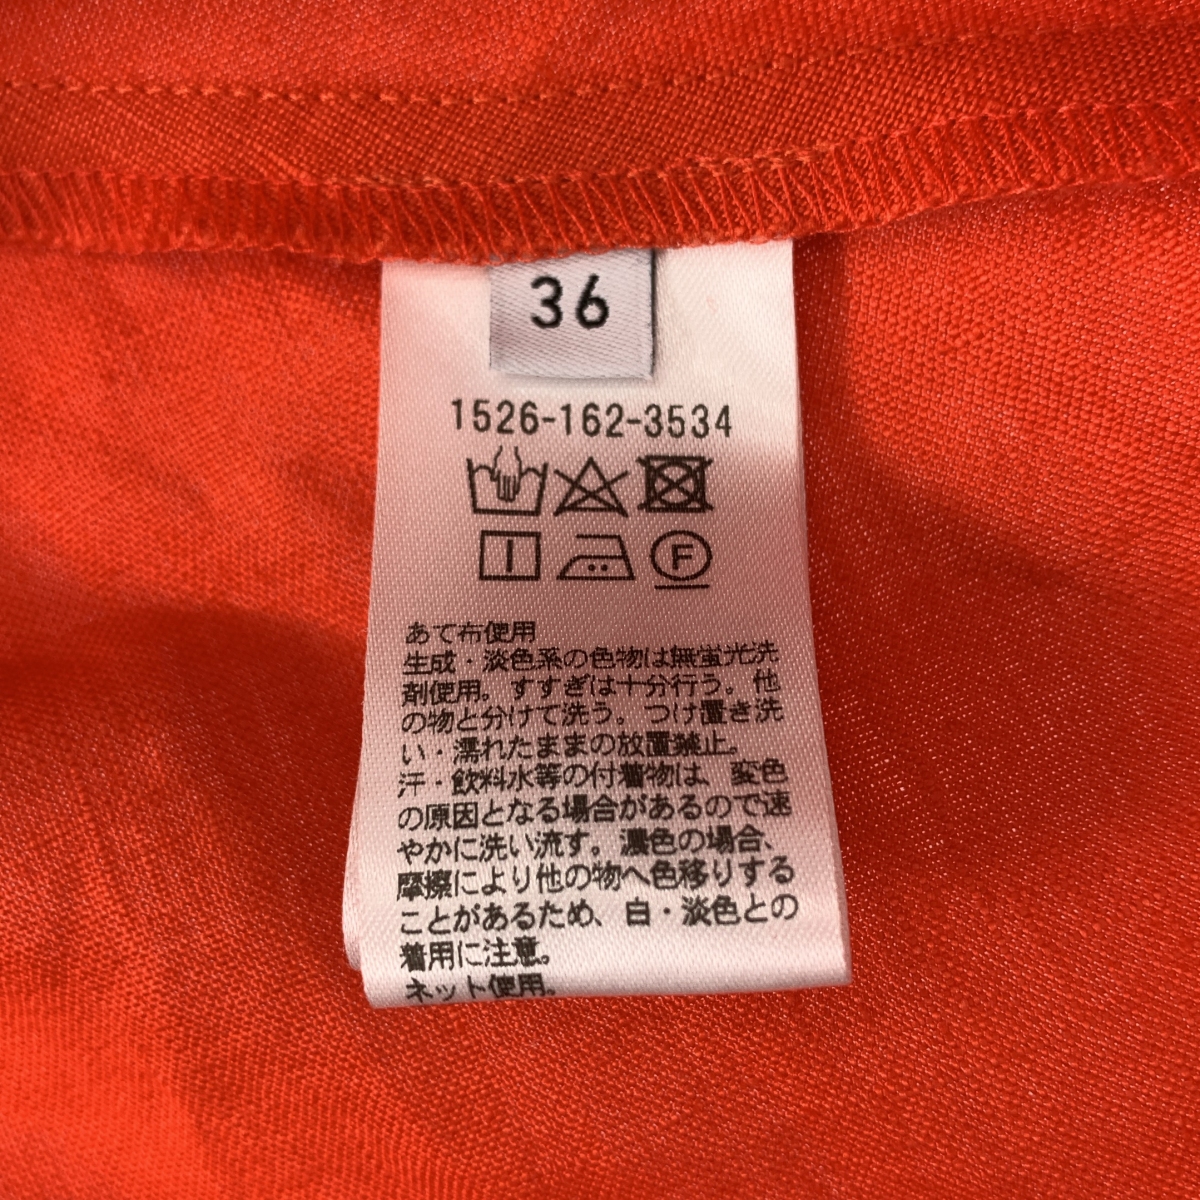 36
1526-162-3534
F
あて布使用
生成・淡色系の色物は無蛍光洗
剤使用。すすぎは十分行う。他
の物と分けて洗う。つけ置き洗
い・濡れたままの放置禁止。
汗・飲料水等の付着物は、変色
の原因となる場合があるので速
やかに洗い流す。濃色の場合、
摩擦により他の物へ色移りする
ことがあるため、白・淡色との
着用に注意。
ネット使用。